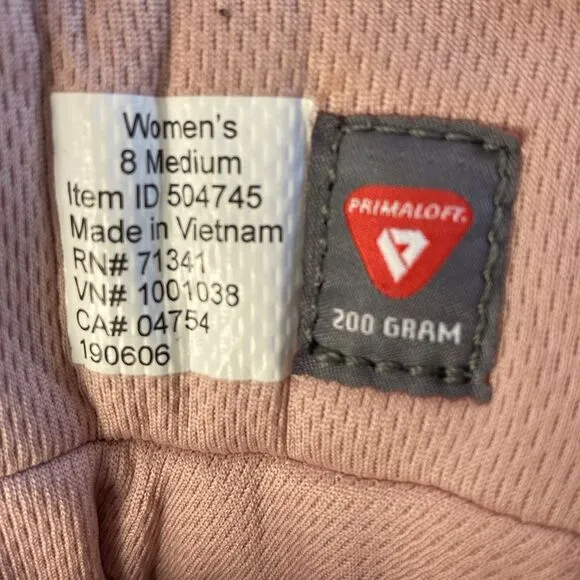 Women's
8 Medium
Item ID 504745
Made in Vietnam
RN# 71341
VN# 1001038
CA# 04754
190606
PRIMALOFT®
200 GRAM